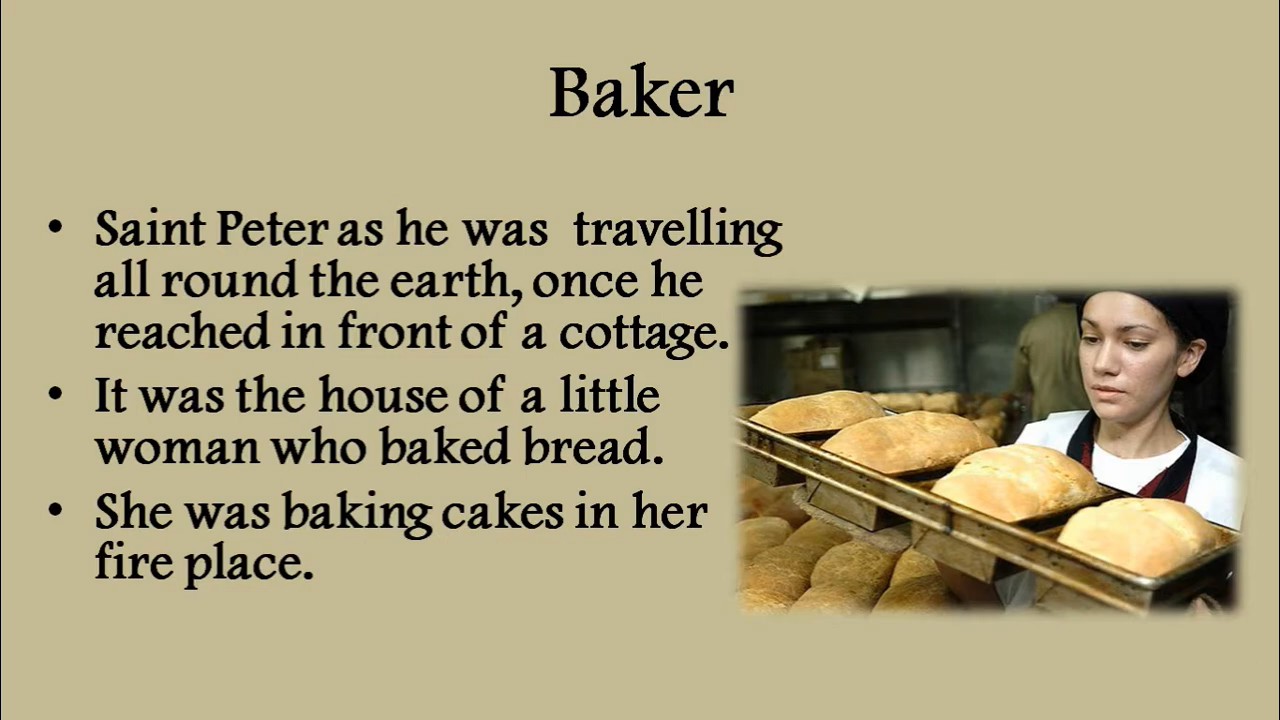 Baker
• Saint Peter as he was  travelling
all round the earth, once he
reached in front of a cottage.
• It was the house of a little
woman who baked bread.
• She was baking cakes in her
fire place.